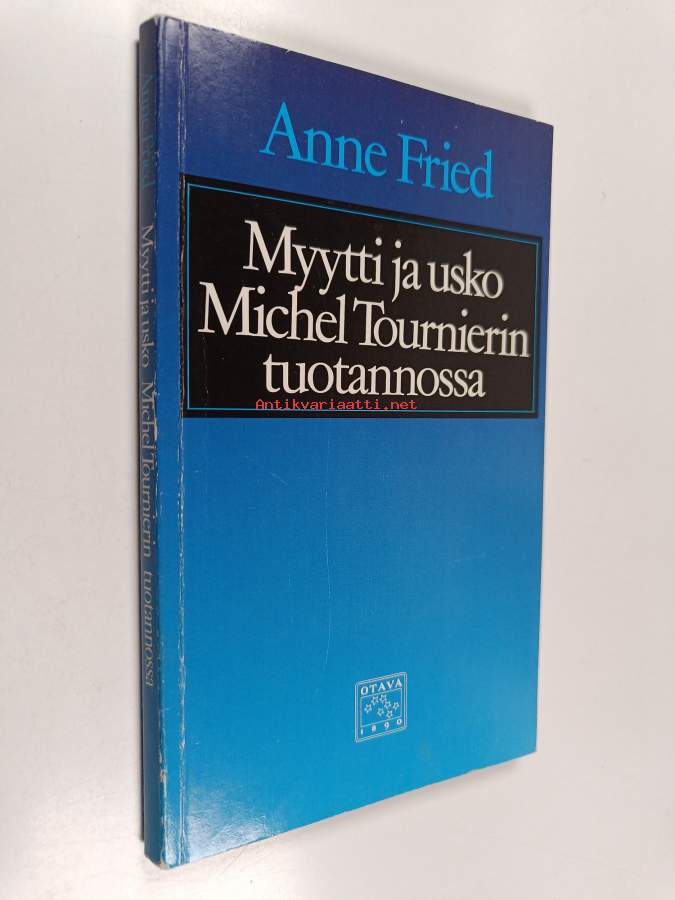 Anne Fried
Myytti ja usko
Michel Tournierin
tuotannossa
Antikvariaatti.net
OTAVA
1890
Anne Fried Myytti ja usko Michel Tournierin tuotannossa